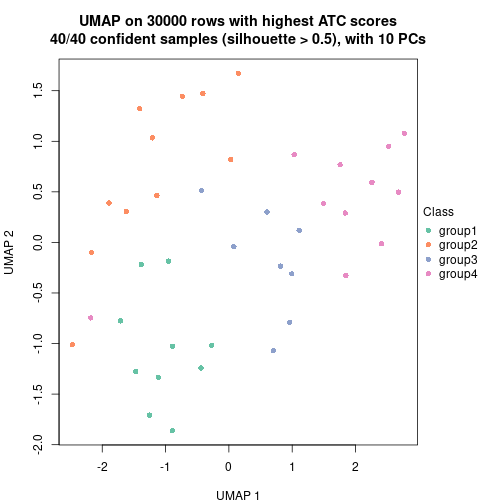 UMAP on 30000 rows with highest ATC scores
40/40 confident samples (silhouette > 0.5), with 10 PCs
1.5
1.0
0.5
0.0
-0.5
-1.0
-1.5
-2.0
UMAP 2
-2
-1
0
1
2
UMAP 1
Class
group1
group2
group3
group4